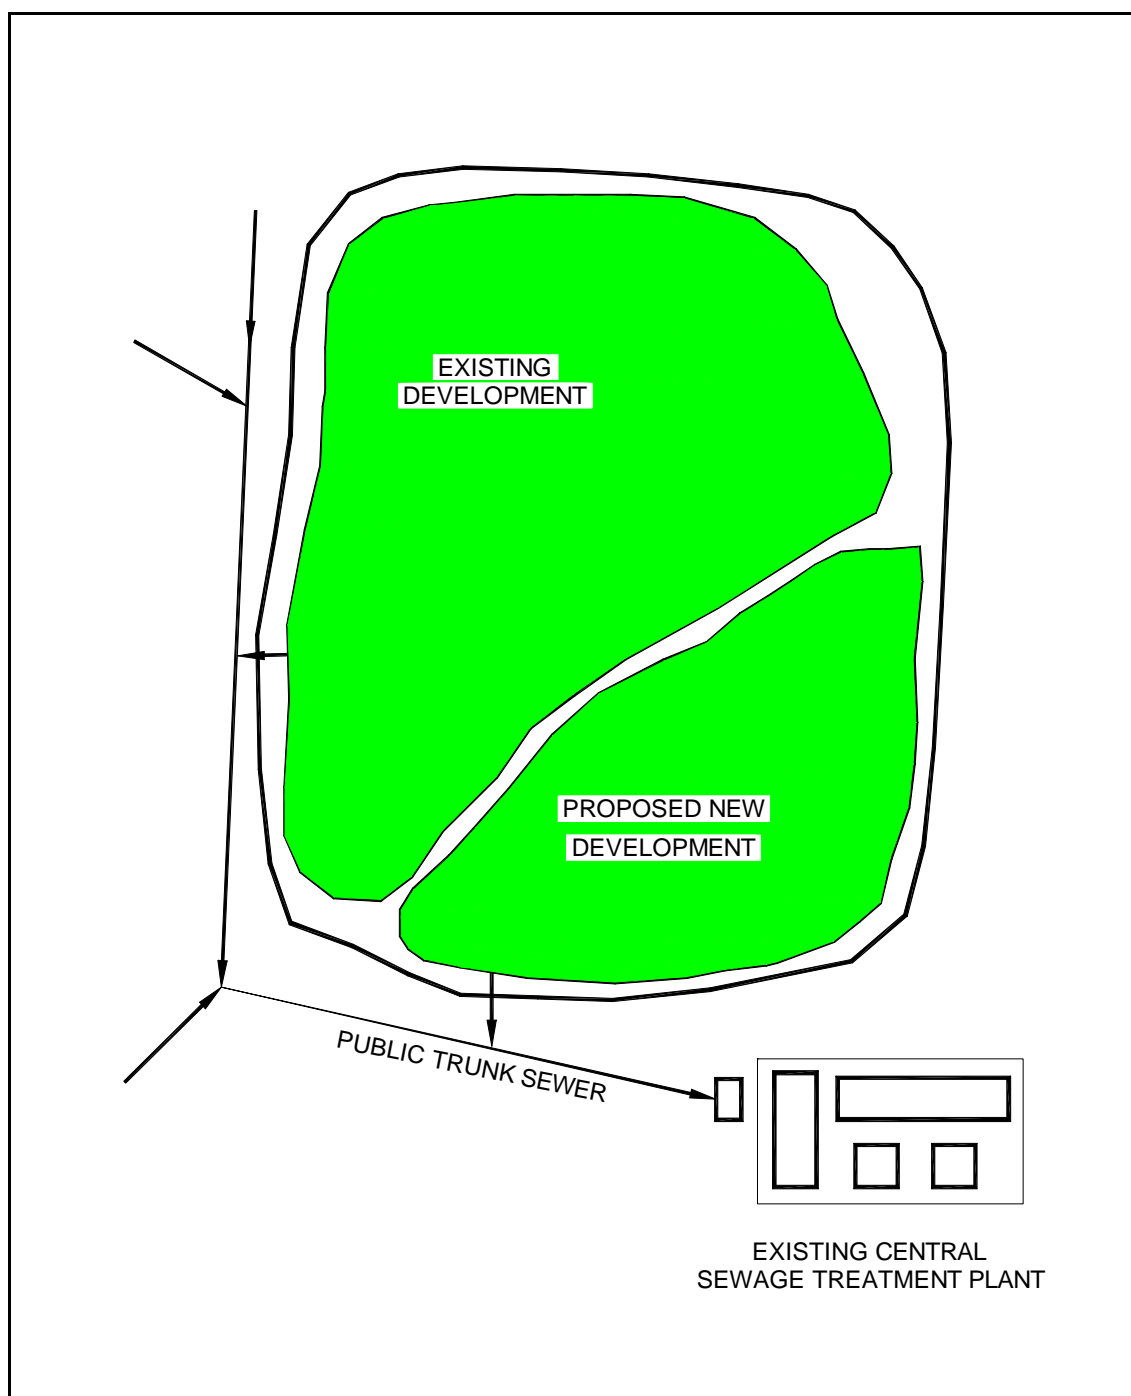 EXISTING
DEVELOPMENT
PROPOSED NEW
DEVELOPMENT
PUBLIC TRUNK SEWER
EXISTING CENTRAL
SEWAGE TREATMENT PLANT